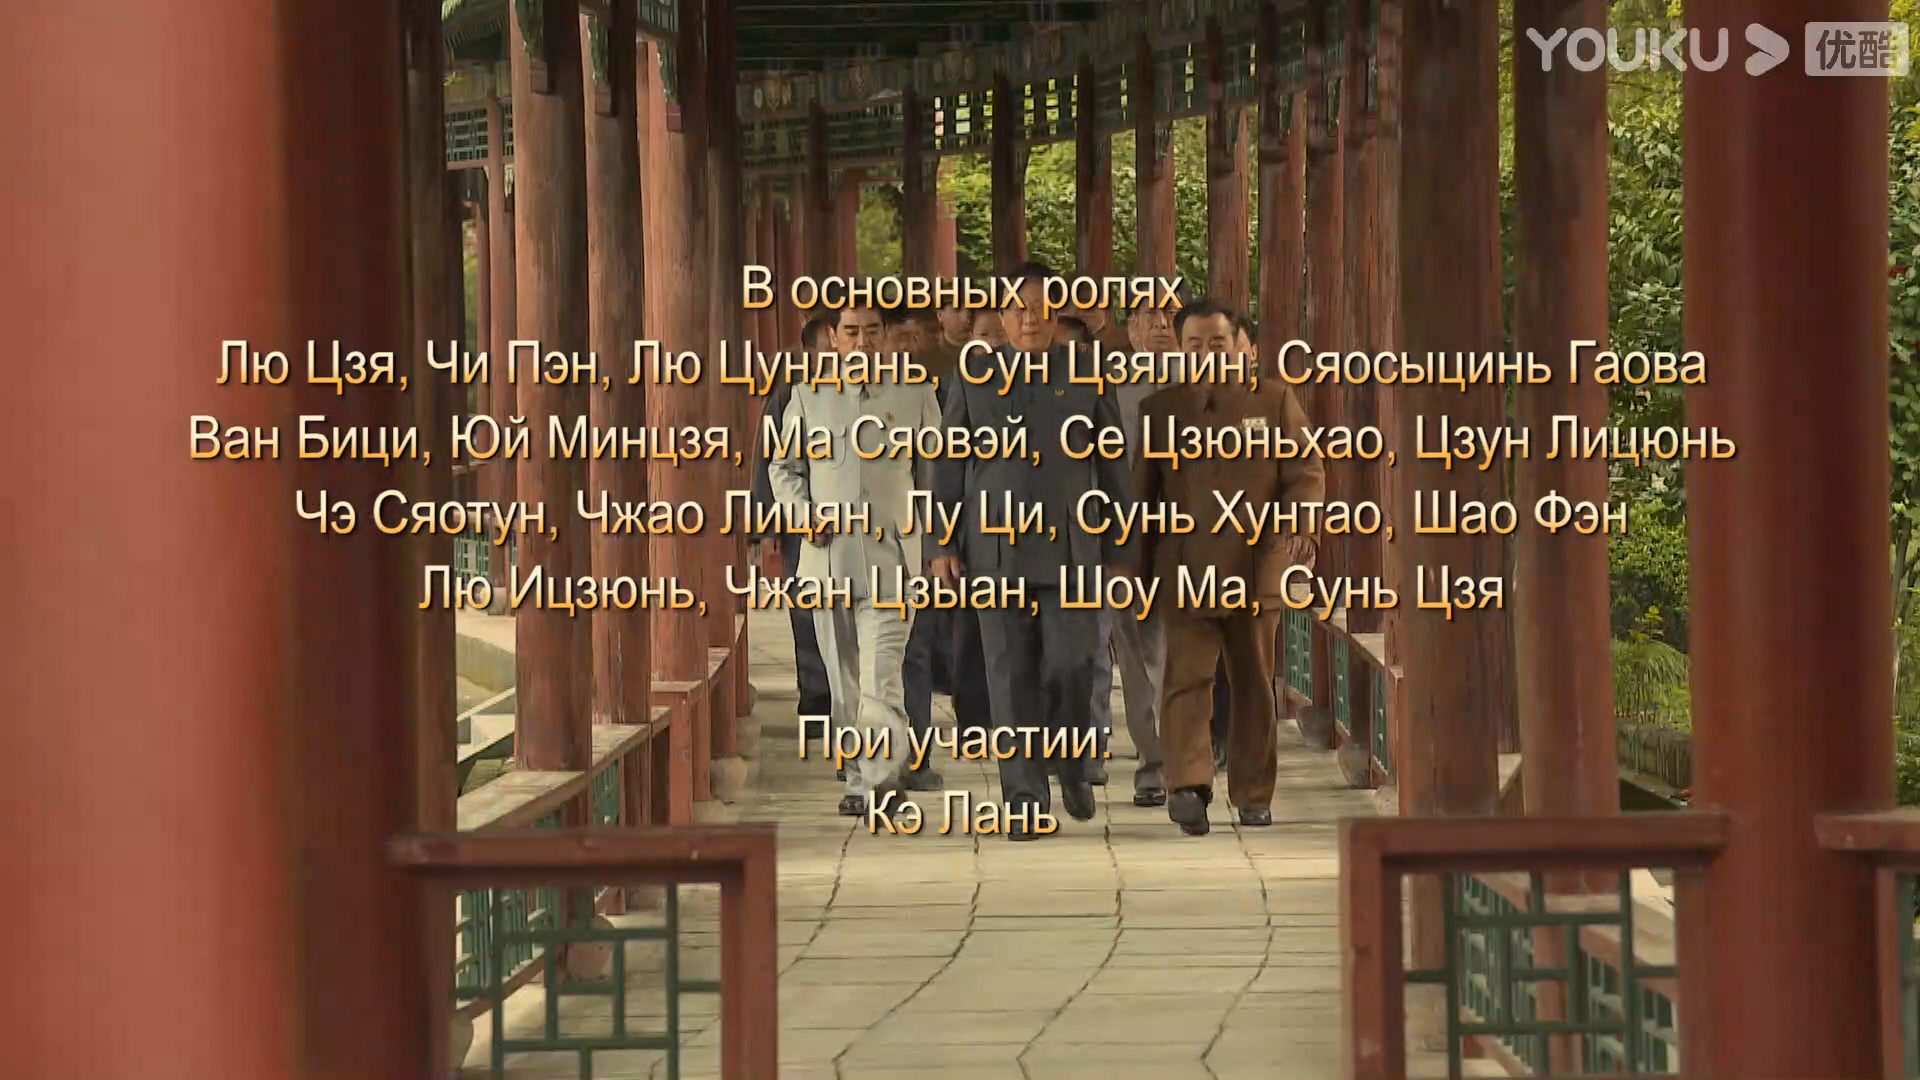 YOUKU 优酷
В основных ролях
Лю Цзя, Чи Пэн, Лю Цундань, Сун Цзялин, Сяосыцинь Гаова
Ван Бици, Юй Минцзя, Ма Сяовэй, Се Цзюньхао, Цзун Лицюнь
Чэ Сяотун, Чжао Лицян, Лу Ци, Сунь Хунтао, Шао Фэн
Лю Ицзюнь, Чжан Цзыан, Шоу Ма, Сунь Цзя
При участии:
Кэ Лань